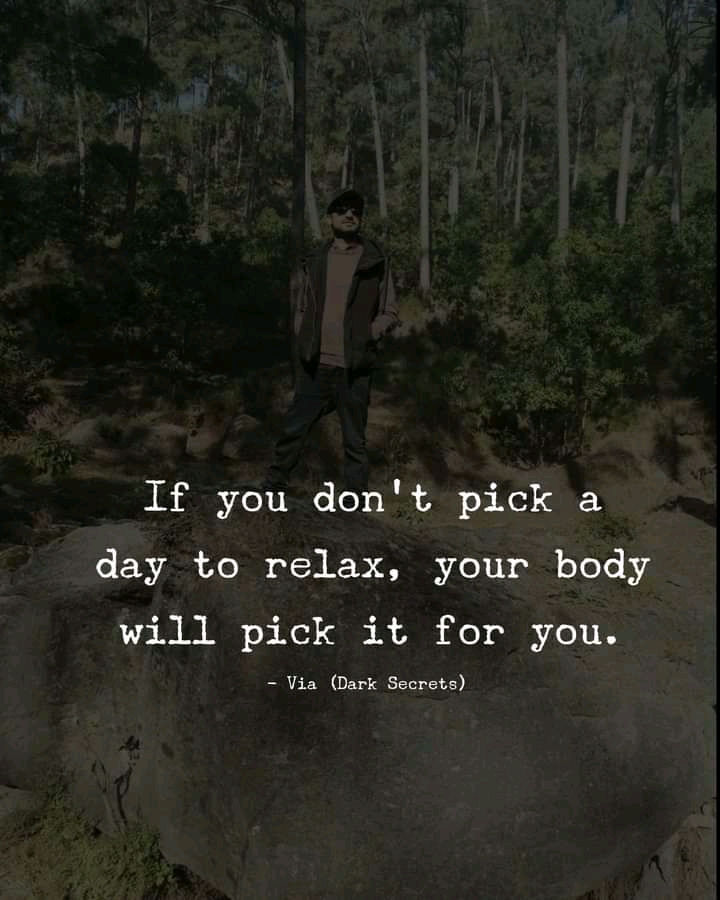 If you don't pick a
day to relax, your body
will pick it for you.
- Via (Dark Secrets)